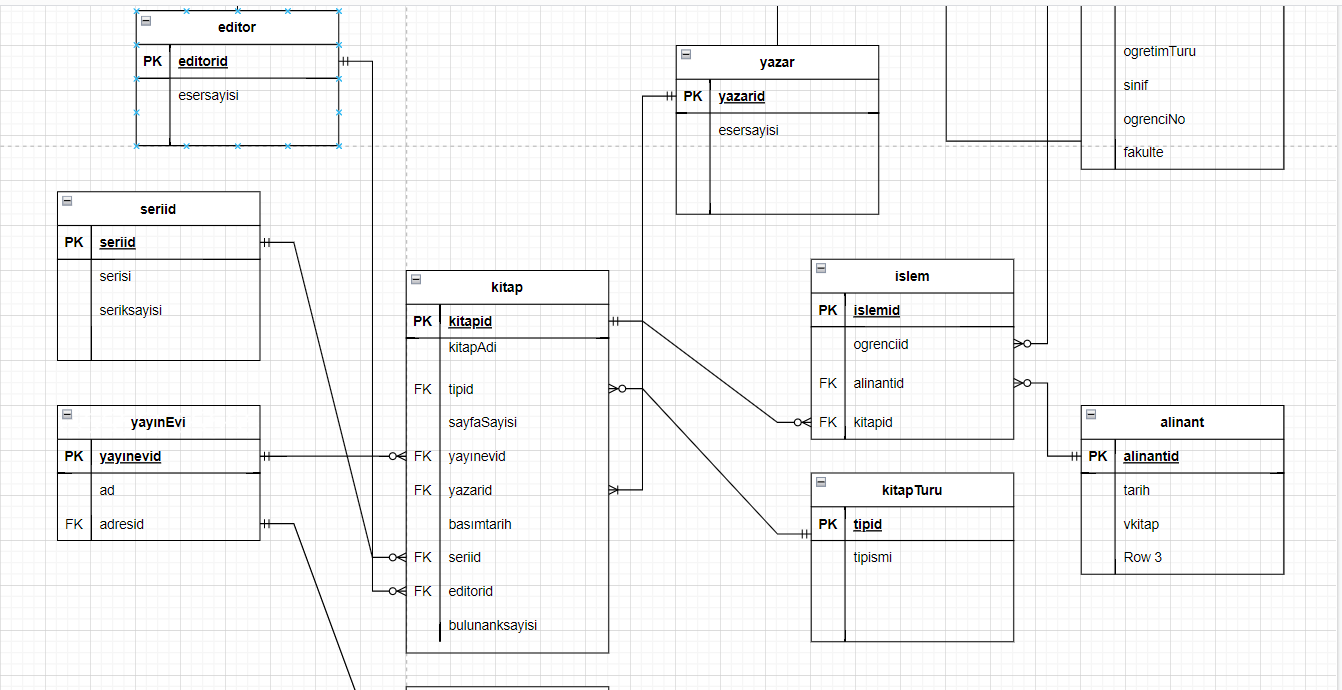 editor
PK editorid
esersayisi
yazar
PK yazarid
esersayisi
ogretimTuru
sinif
ogrenciNo
fakulte
seriid
PK seriid
serisi
seriksayisi
kitap
PK kitapid
kitapAdi
FK tipid
sayfaSayisi
FK yayınevid
FK yazarid
basımtarih
FK seriid
FK editorid
bulunanksayisi
islem
PK islemid
ogrenciid
FK alinantid
FK kitapid
yayınEvi
PK yayınevid
ad
FK adresid
alinant
PK alinantid
tarih
vkitap
Row 3
kitapTuru
PK tipid
tipismi